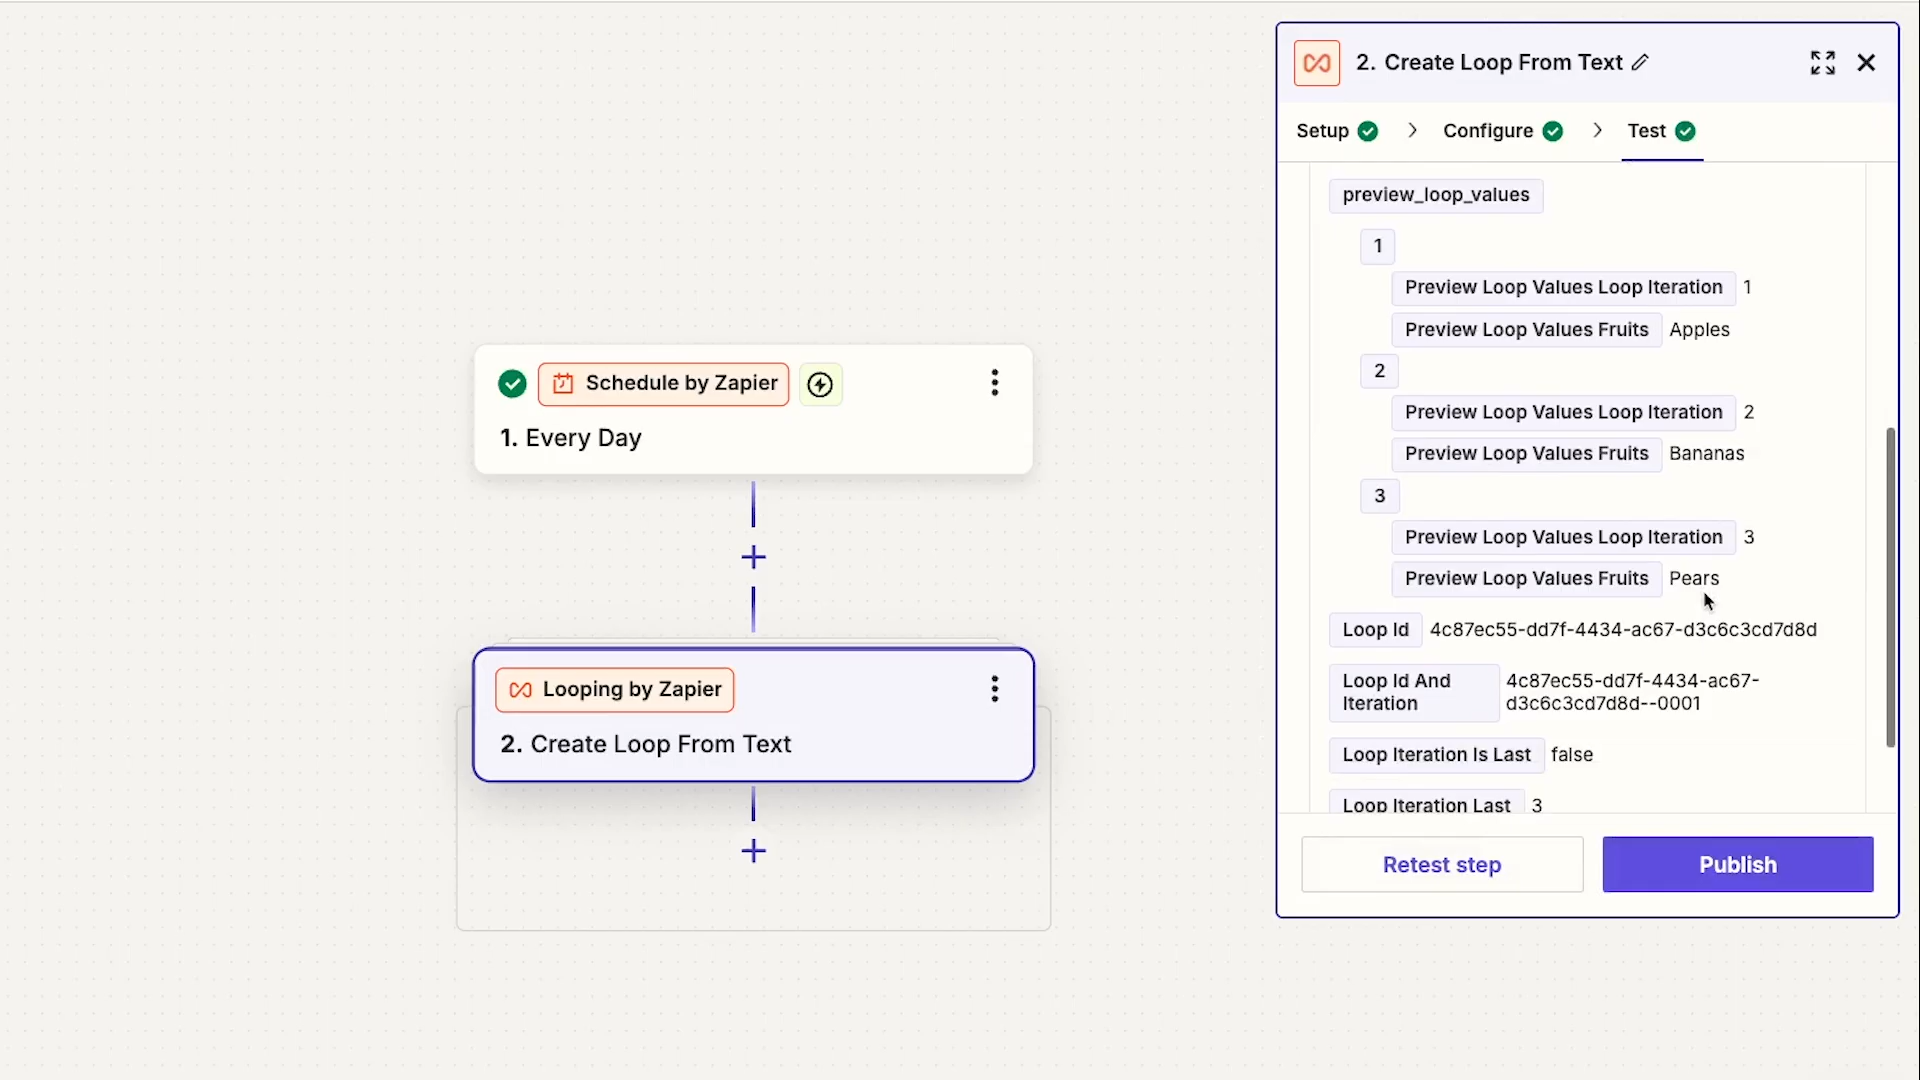 Schedule by Zapier
1. Every Day
Looping by Zapier
2. Create Loop From Text
2. Create Loop From Text
Setup
Configure
Test
preview_loop_values
1
Preview Loop Values Loop Iteration 1
Preview Loop Values Fruits Apples
2
Preview Loop Values Loop Iteration 2
Preview Loop Values Fruits Bananas
3
Preview Loop Values Loop Iteration 3
Preview Loop Values Fruits Pears
Loop Id 4c87ec55-dd7f-4434-ac67-d3c6c3cd7d8d
Loop Id And Iteration
4c87ec55-dd7f-4434-ac67-
d3c6c3cd7d8d--0001
Loop Iteration Is Last false
Loop Iteration Last 3
Retest step
Publish